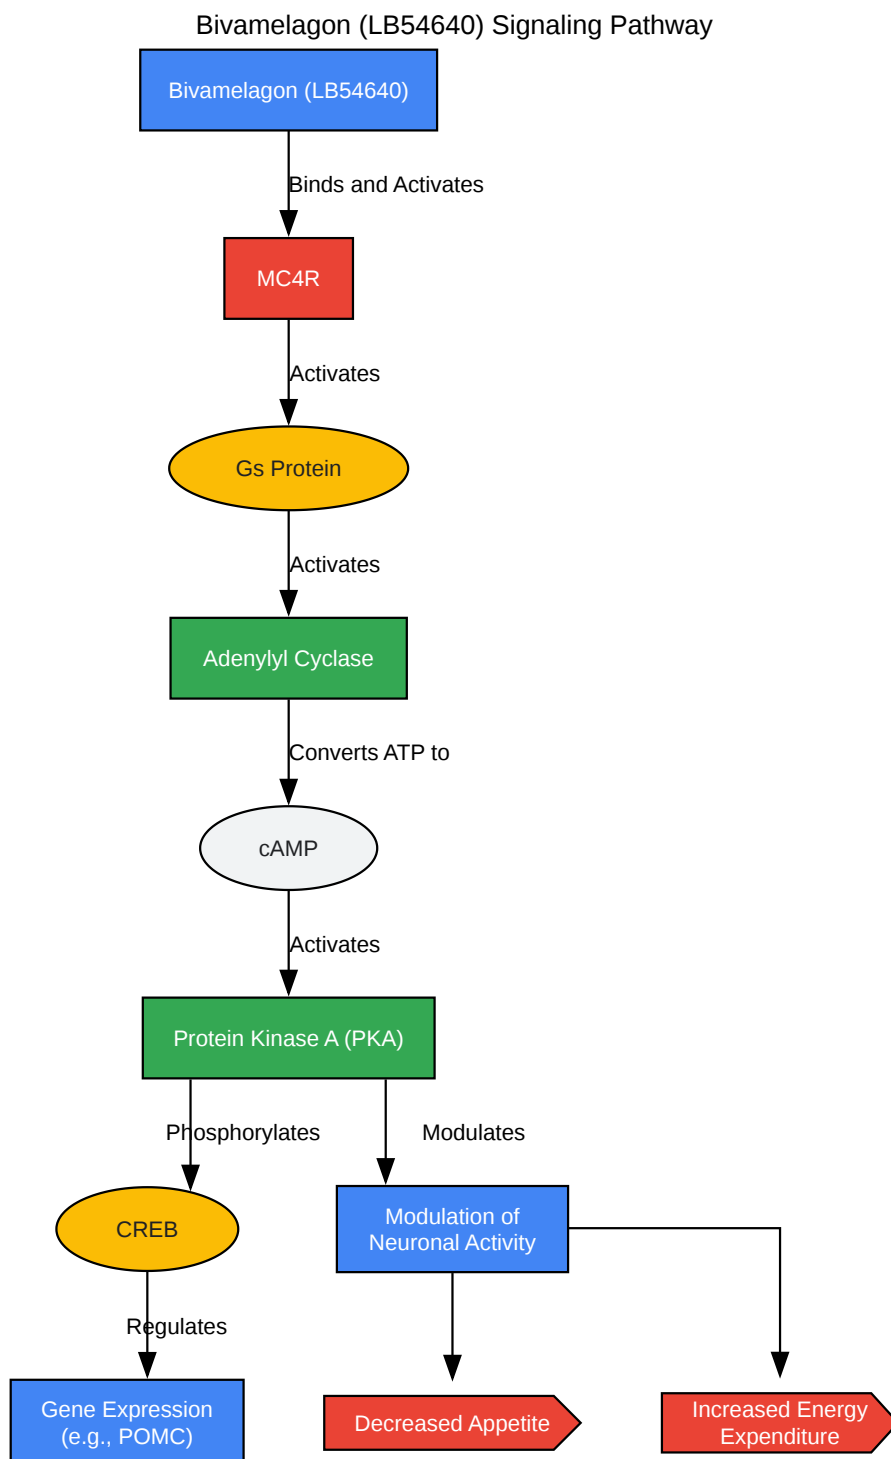 Bivamelagon (LB54640) Signaling Pathway
Bivamelagon (LB54640)
Binds and Activates
MC4R
Activates
Gs Protein
Activates
Adenylyl Cyclase
Converts ATP to
cAMP
Activates
Protein Kinase A (PKA)
Phosphorylates
Modulates
CREB
Modulation of
Neuronal Activity
Regulates
Gene Expression
(e.g., POMC)
Decreased Appetite
Increased Energy
Expenditure